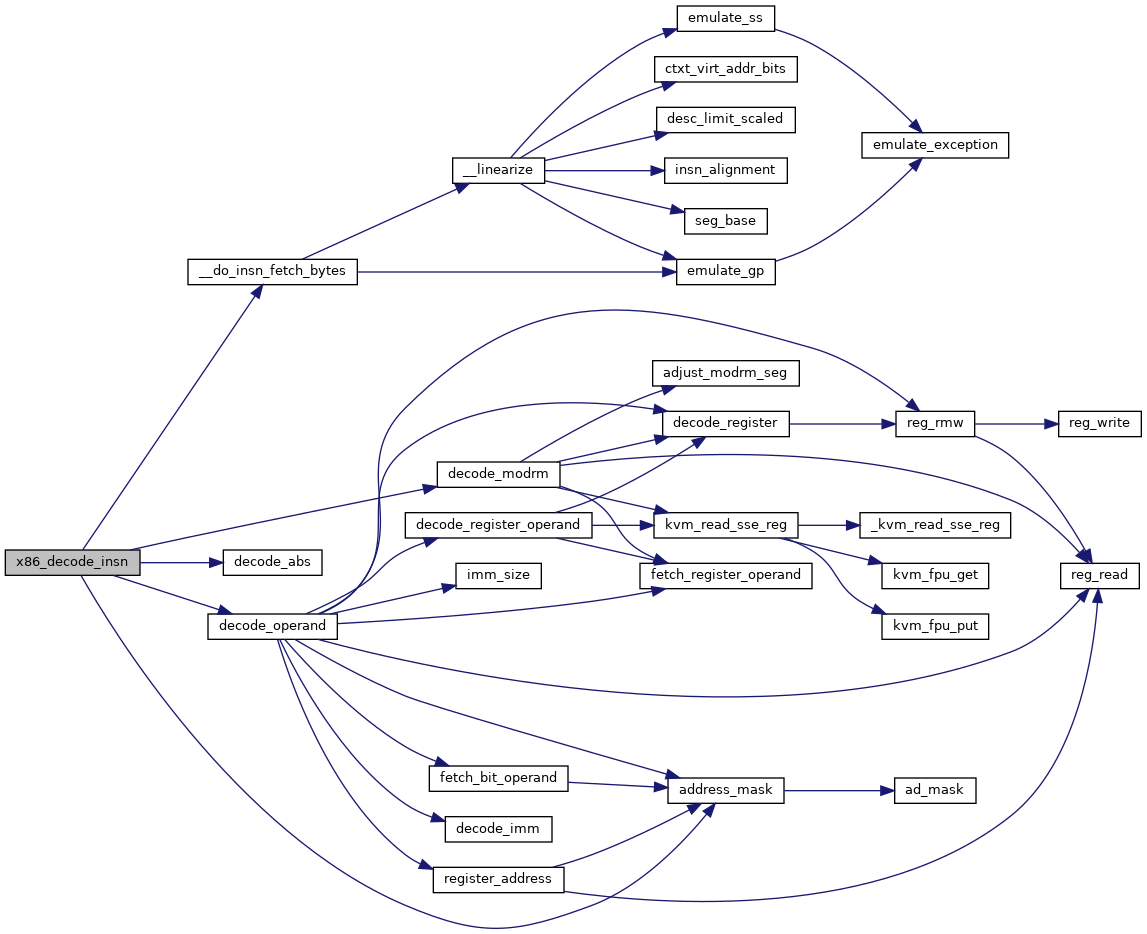 emulate_ss
ctxt_virt_addr_bits
desc_limit_scaled
emulate_exception
__linearize
insn_alignment
seg_base
__do_insn_fetch_bytes
emulate_gp
adjust_modrm_seg
decode_register
reg_rmw
reg_write
decode_modrm
decode_register_operand
kvm_read_sse_reg
_kvm_read_sse_reg
x86_decode_insn
decode_abs
imm_size
fetch_register_operand
kvm_fpu_get
reg_read
decode_operand
kvm_fpu_put
fetch_bit_operand
address_mask
ad_mask
decode_imm
register_address